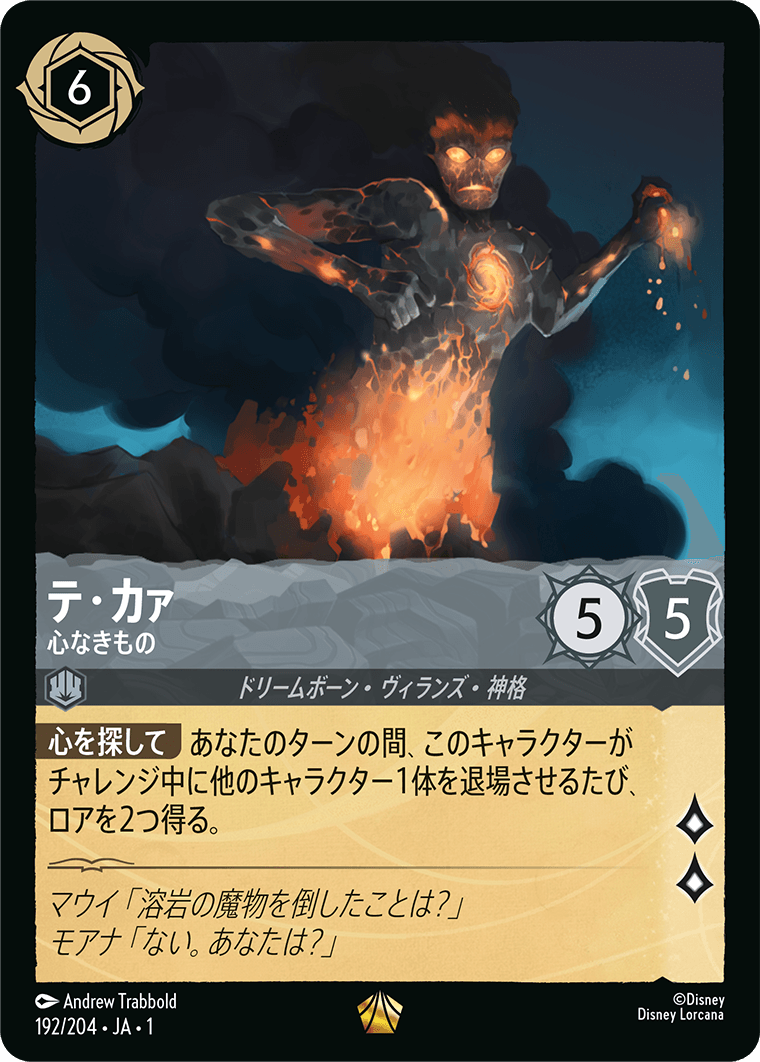 6
テ・カァ
心なきもの
5
5
ドリームボーン・ヴィランズ・神格
心を探して あなたのターンの間、このキャラクターが
チャレンジ中に他のキャラクター1体を退場させるたび、
ロアを2つ得る。
マウイ「溶岩の魔物を倒したことは?」
モアナ「ない。あなたは?」
Andrew Trabbold
192/204 • JA • 1
©Disney
Disney Lorcana